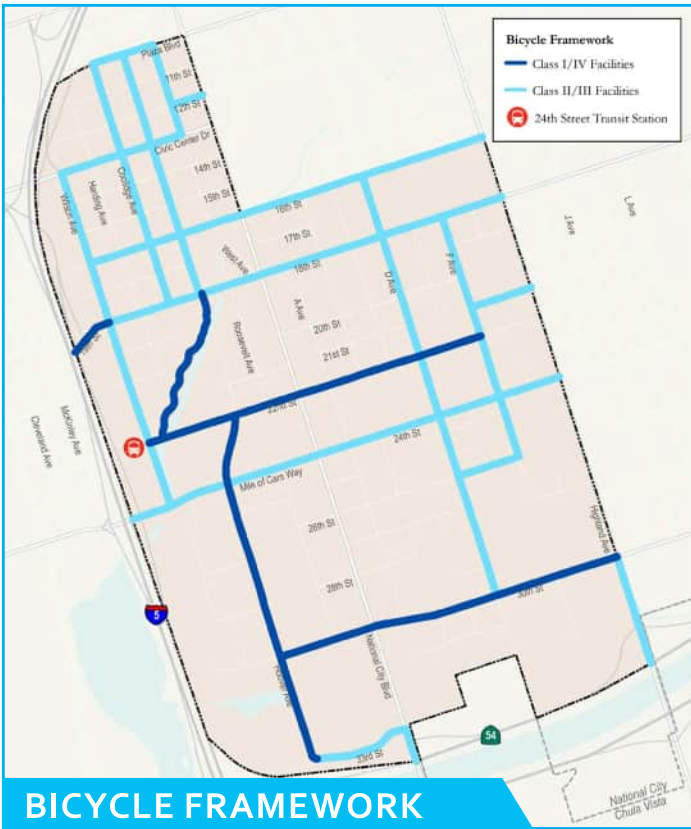 Bicycle Framework
Class I/IV Facilities
Class II/III Facilities
24th Street Transit Station
Plaza Blvd
11th St
12th St
Civic Center Dr
14th St
15th St
16th St
17th St
18th St
Wilson Ave
Harding Ave
Coolidge Ave
West Ave
A Ave
D Ave
F Ave
J Ave
L Ave
19th St
20th St
21st St
Roosevelt Ave
22nd St
24th St
Mile of Cars Way
Cleveland Ave
McKinley Ave
26th St
28th St
Highland Ave
30th St
5
National City Blvd
Hoover Ave
54
33rd St
National City
Chula Vista
BICYCLE FRAMEWORK